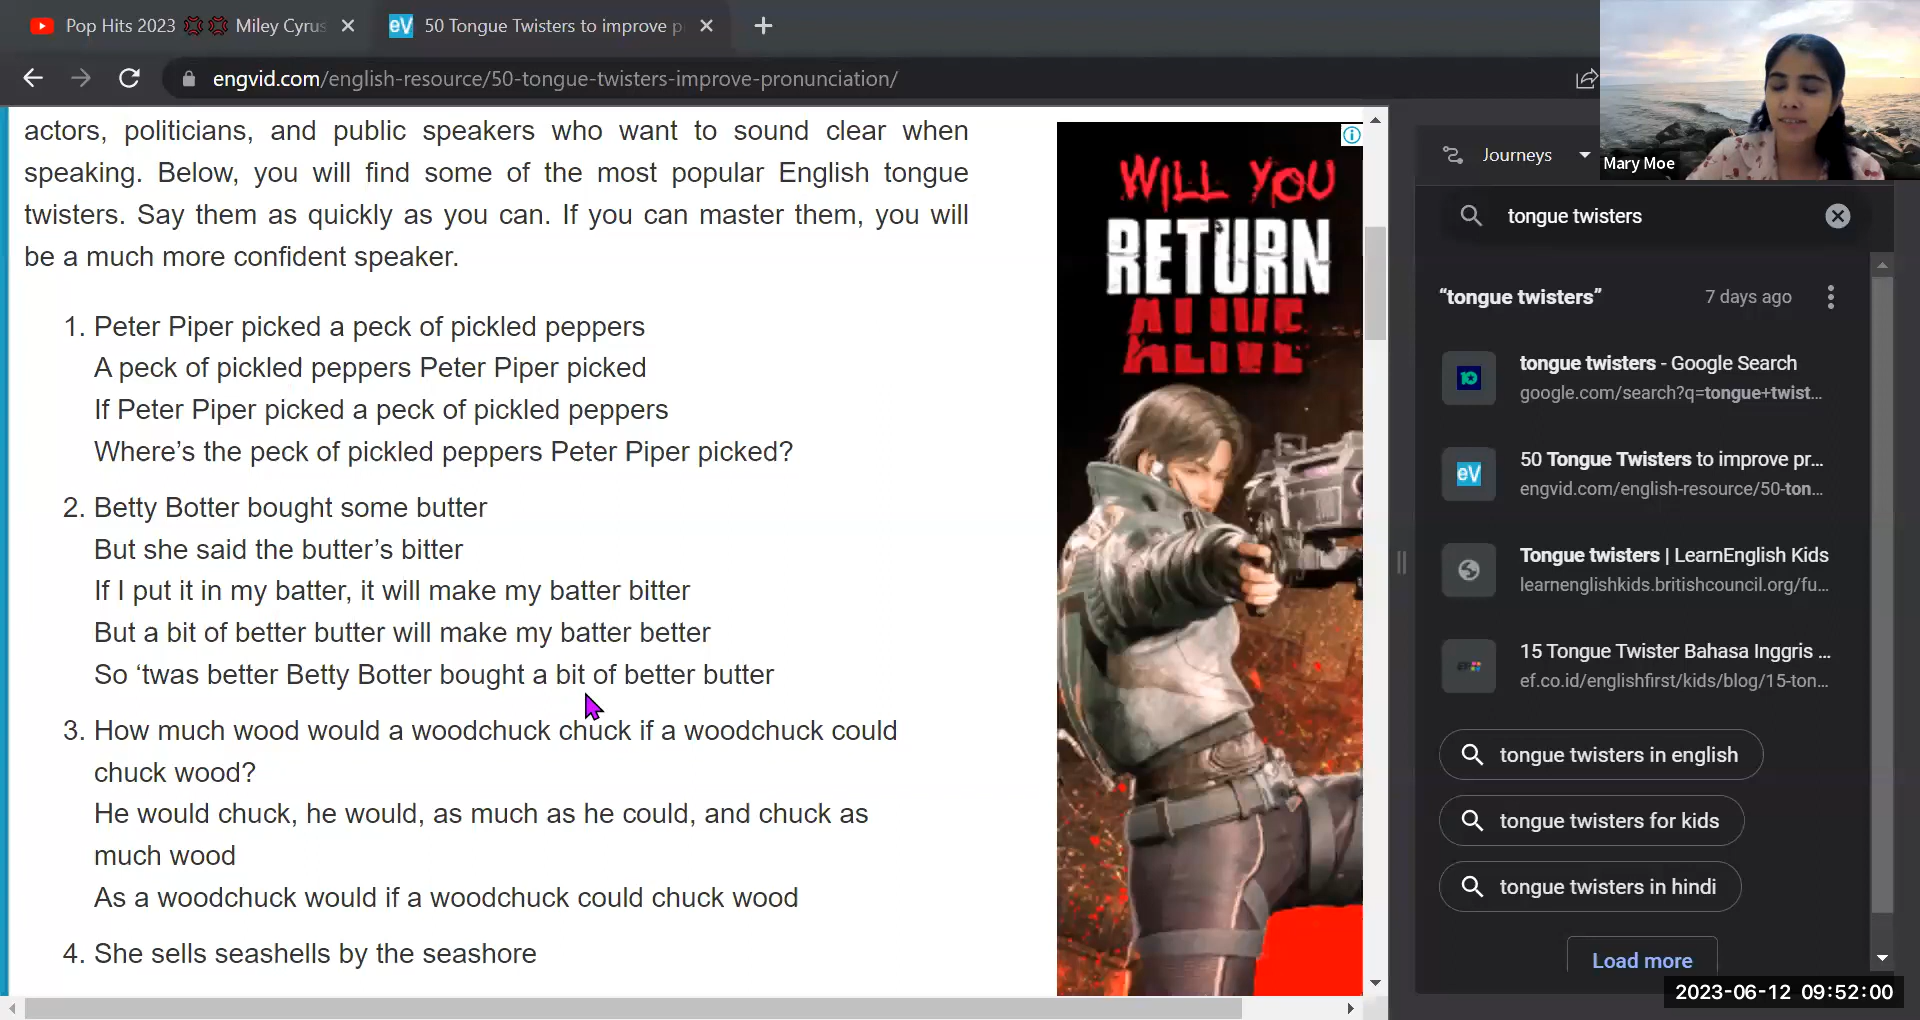 Pop Hits 2023 💢💢 Miley Cyrus
eV 50 Tongue Twisters to improve p
engvid.com/english-resource/50-tongue-twisters-improve-pronunciation/
Mary Moe
actors, politicians, and public speakers who want to sound clear when
speaking. Below, you will find some of the most popular English tongue
twisters. Say them as quickly as you can. If you can master them, you will
be a much more confident speaker.
1. Peter Piper picked a peck of pickled peppers
A peck of pickled peppers Peter Piper picked
If Peter Piper picked a peck of pickled peppers
Where’s the peck of pickled peppers Peter Piper picked?
2. Betty Botter bought some butter
But she said the butter’s bitter
If I put it in my batter, it will make my batter bitter
But a bit of better butter will make my batter better
So ‘twas better Betty Botter bought a bit of better butter
3. How much wood would a woodchuck chuck if a woodchuck could
chuck wood?
He would chuck, he would, as much as he could, and chuck as
much wood
As a woodchuck would if a woodchuck could chuck wood
4. She sells seashells by the seashore
WILL YOU
RETURN
ALIVE
ALIVE
Journeys
tongue twisters
“tongue twisters” 7 days ago
tongue twisters - Google Search
google.com/search?q=tongue+twist...
eV 50 Tongue Twisters to improve pr...
engvid.com/english-resource/50-ton...
Tongue twisters | LearnEnglish Kids
learnenglishkids.britishcouncil.org/fu...
15 Tongue Twister Bahasa Inggris ...
ef.co.id/englishfirst/kids/blog/15-ton...
tongue twisters in english
tongue twisters for kids
tongue twisters in hindi
Load more
2023-06-12 09:52:00